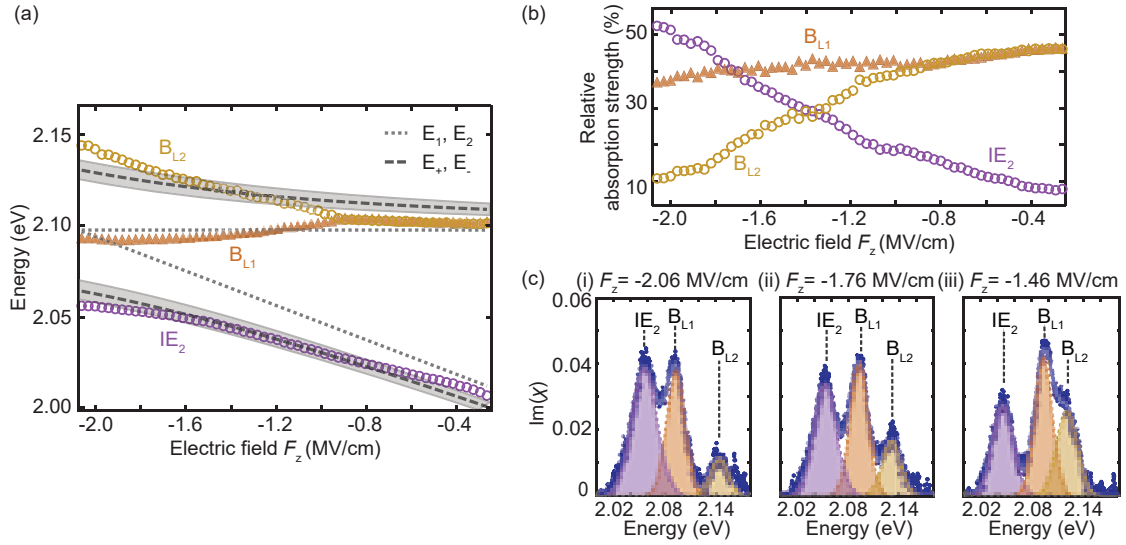 (a)
Energy (eV)
2.15
2.10
2.05
2.00
B_L2
B_L1
IE_2
E_1, E_2
E_+, E_-
-2.0
-1.6
-1.2
-0.8
-0.4
Electric field F_z (MV/cm)
(b)
Relative
absorption strength (%)
50
30
10
B_L1
B_L2
IE_2
-2.0
-1.6
-1.2
-0.8
-0.4
Electric field F_z (MV/cm)
(c)
(i) F_z= -2.06 MV/cm
(ii) F_z= -1.76 MV/cm
(iii) F_z= -1.46 MV/cm
Im(χ)
0.06
0.04
0.02
0
IE_2
B_L1
B_L2
2.02
2.08
2.14
Energy (eV)
IE_2
B_L1
B_L2
2.02
2.08
2.14
Energy (eV)
IE_2
B_L1
B_L2
2.02
2.08
2.14
Energy (eV)